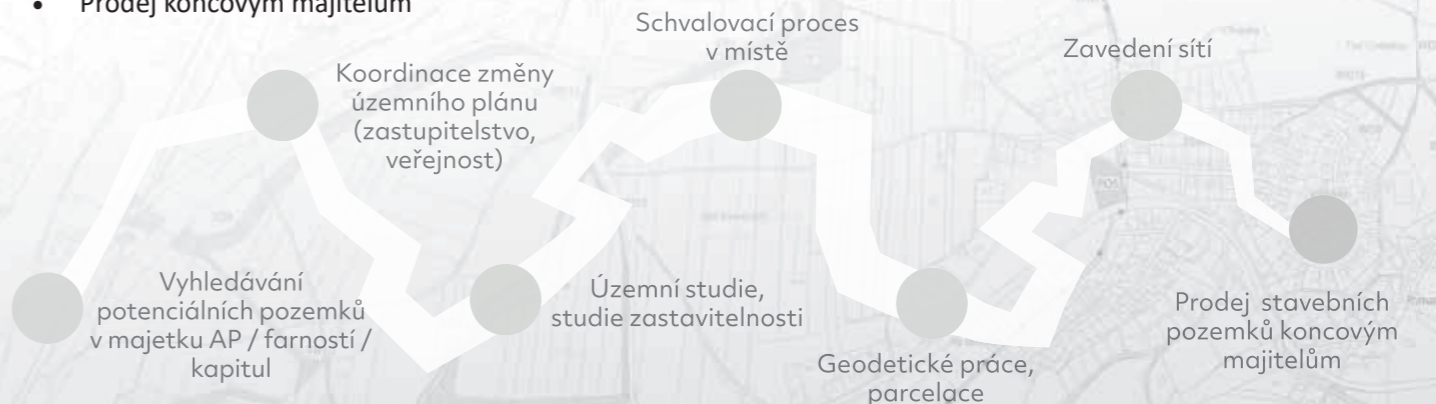 • Prodej koncovým majitelům
Vyhledávání
potenciálních pozemků
v majetku AP / farností /
kapitul
Koordinace změny
územního plánu
(zastupitelstvo,
veřejnost)
Územní studie,
studie zastavitelnosti
Schvalovací proces
v místě
Geodetické práce,
parcelace
Zavedení sítí
Prodej stavebních
pozemků koncovým
majitelům